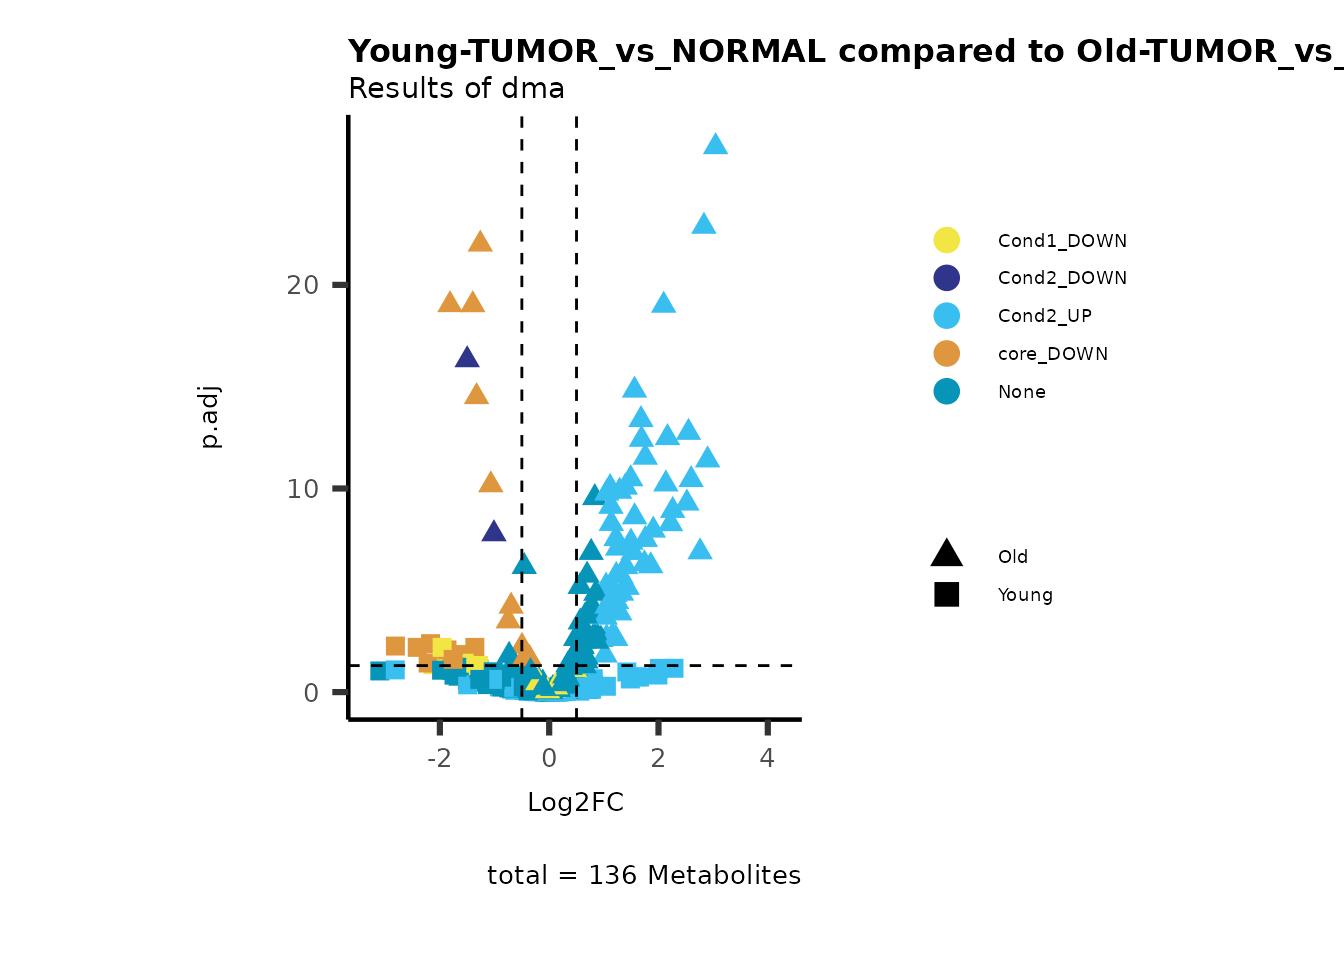 Young-TUMOR_vs_NORMAL compared to Old-TUMOR_vs_
Results of dma
20
10
0
p.adj
-2 0 2 4
Log2FC
total = 136 Metabolites
Cond1_DOWN
Cond2_DOWN
Cond2_UP
core_DOWN
None
Old
Young